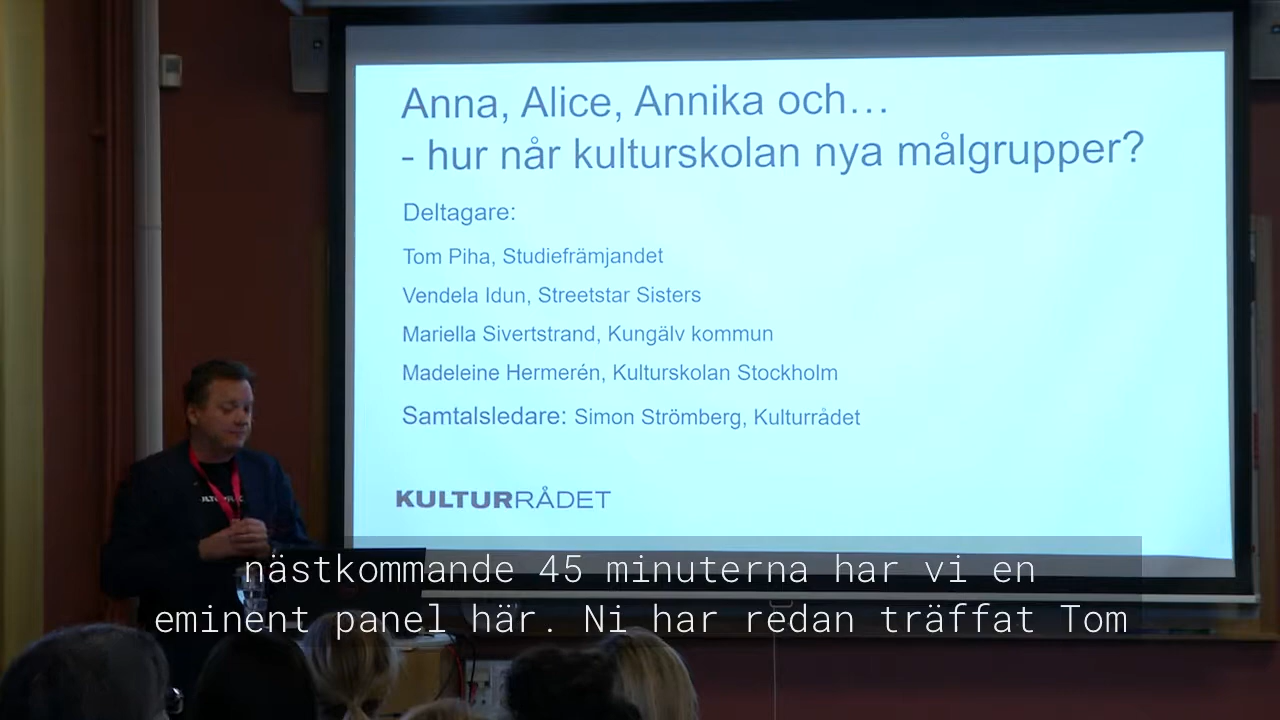 Anna, Alice, Annika och…
- hur når kulturskolan nya målgrupper?
Deltagare:
Tom Piha, Studiefrämjandet
Vendela Idun, Streetstar Sisters
Mariella Sivertstrand, Kungälv kommun
Madeleine Hermerén, Kulturskolan Stockholm
Samtalsledare: Simon Strömberg, Kulturrådet
KULTURRÅDET
nästkommande 45 minuterna har vi en
eminent panel här. Ni har redan träffat Tom